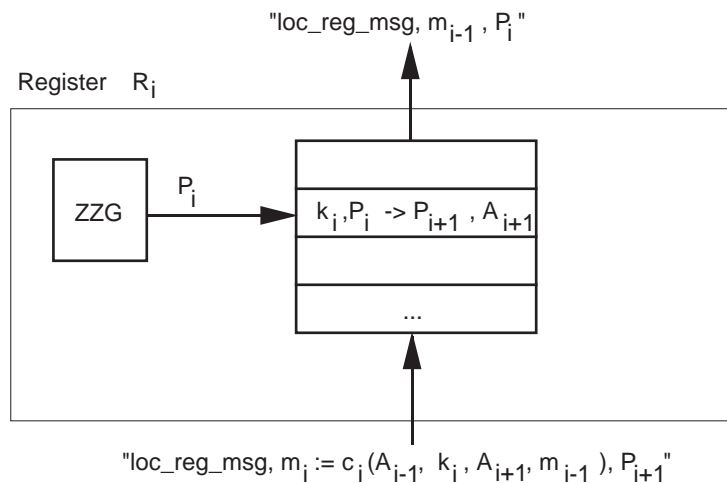 "loc_reg_msg, m_{i-1} , P_i"
Register R_i
P_i
ZZG
k_i ,P_i -> P_{i+1} , A_{i+1}
...
"loc_reg_msg, m_i := c_i (A_{i-1}, k_i , A_{i+1}, m_{i-1} ), P_{i+1}"